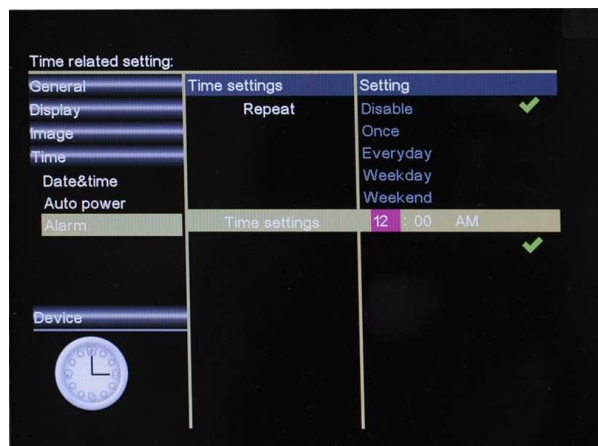 Time related setting:
General
Time settings
Setting
Display
Repeat
Disable
Image
Once
Time
Everyday
Date&time
Weekday
Auto power
Weekend
Alarm
Time settings
12 : 00 AM
Device